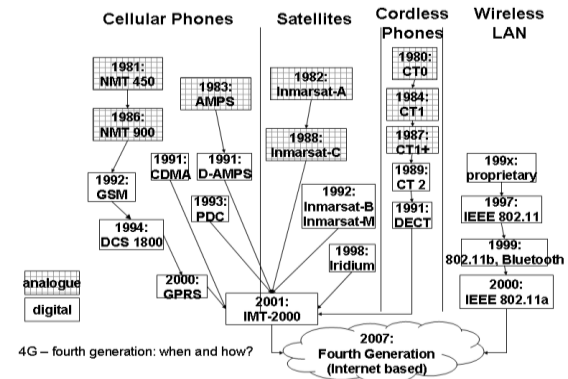 Cellular Phones
Satellites
Cordless
Phones
Wireless
LAN
1981:
NMT 450
1986:
NMT 900
1992:
GSM
1994:
DCS 1800
2000:
GPRS
1983:
AMPS
1991:
CDMA
1991:
D-AMPS
1993:
PDC
1982:
Inmarsat-A
1988:
Inmarsat-C
1992:
Inmarsat-B
Inmarsat-M
1998:
Iridium
1980:
CT0
1984:
CT1
1987:
CT1+
1989:
CT 2
1991:
DECT
199x:
proprietary
1997:
IEEE 802.11
1999:
802.11b, Bluetooth
2000:
IEEE 802.11a
2001:
IMT-2000
analogue
digital
2007:
Fourth Generation
(Internet based)
4G – fourth generation: when and how?